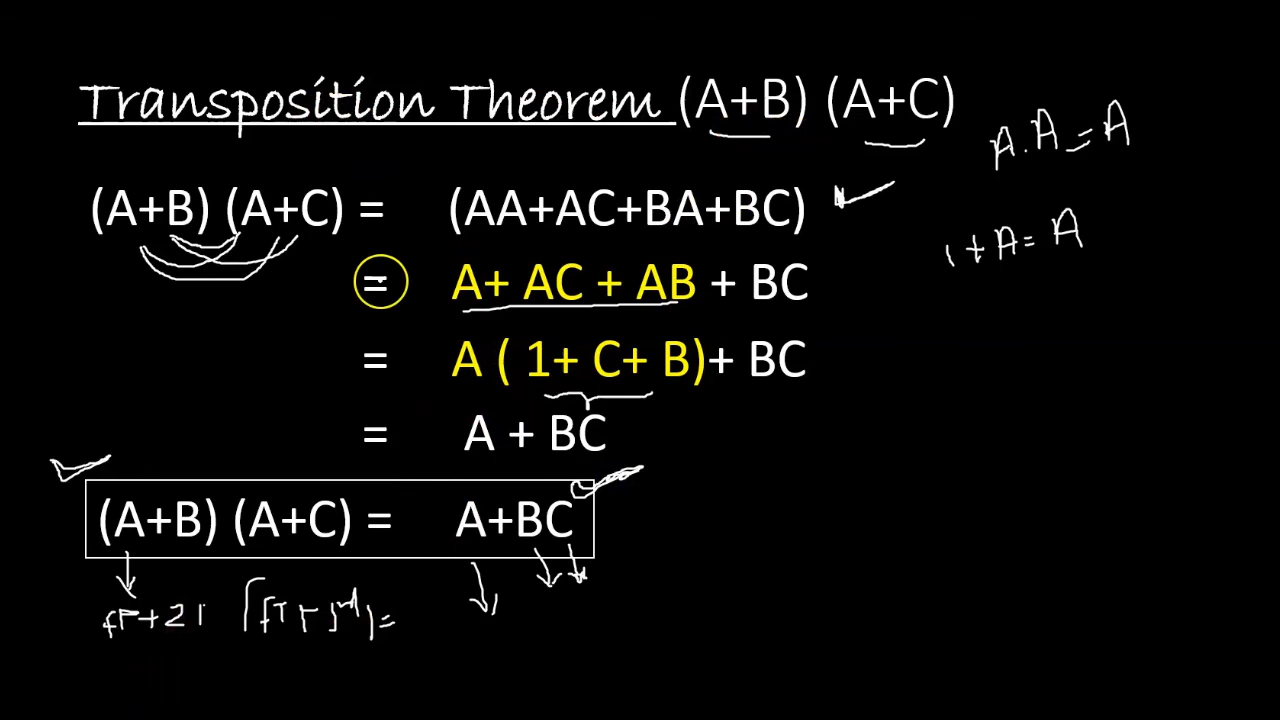 Transposition Theorem (A+B) (A+C)
A.A=A
(A+B) (A+C) = (AA+AC+BA+BC)
1+A=A
= A+ AC + AB + BC
= A ( 1+ C+ B)+ BC
= A + BC
(A+B) (A+C) = A+BC